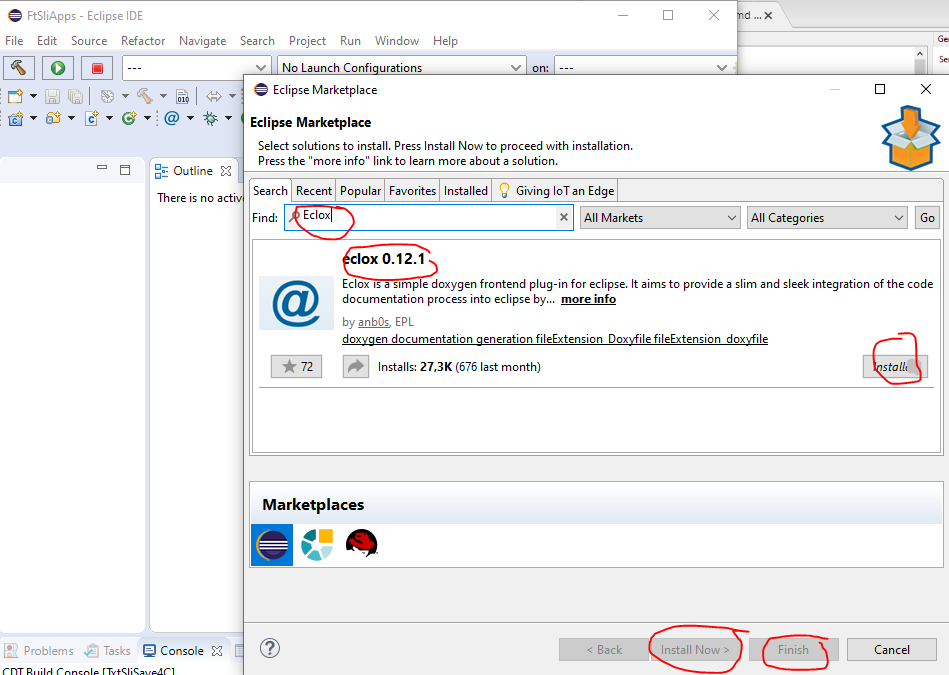 FtSliApps - Eclipse IDE
File Edit Source Refactor Navigate Search Project Run Window Help
--- No Launch Configurations on: ---
Eclipse Marketplace
Eclipse Marketplace
Select solutions to install. Press Install Now to proceed with installation.
Press the "more info" link to learn more about a solution.
Outline
There is no activ
Search Recent Popular Favorites Installed Giving IoT an Edge
Find: Eclox All Markets All Categories Go
eclox 0.12.1
Eclox is a simple doxygen frontend plug-in for eclipse. It aims to provide a slim and sleek integration of the code
documentation process into eclipse by... more info
by anb0s, EPL
doxygen documentation generation fileExtension_Doxyfile fileExtension_doxyfile
72 Installs: 27,3K (676 last month)
Marketplaces
< Back Install Now > Finish Cancel
Problems Tasks Console
CDT Build Console [TxtSliSave4C]